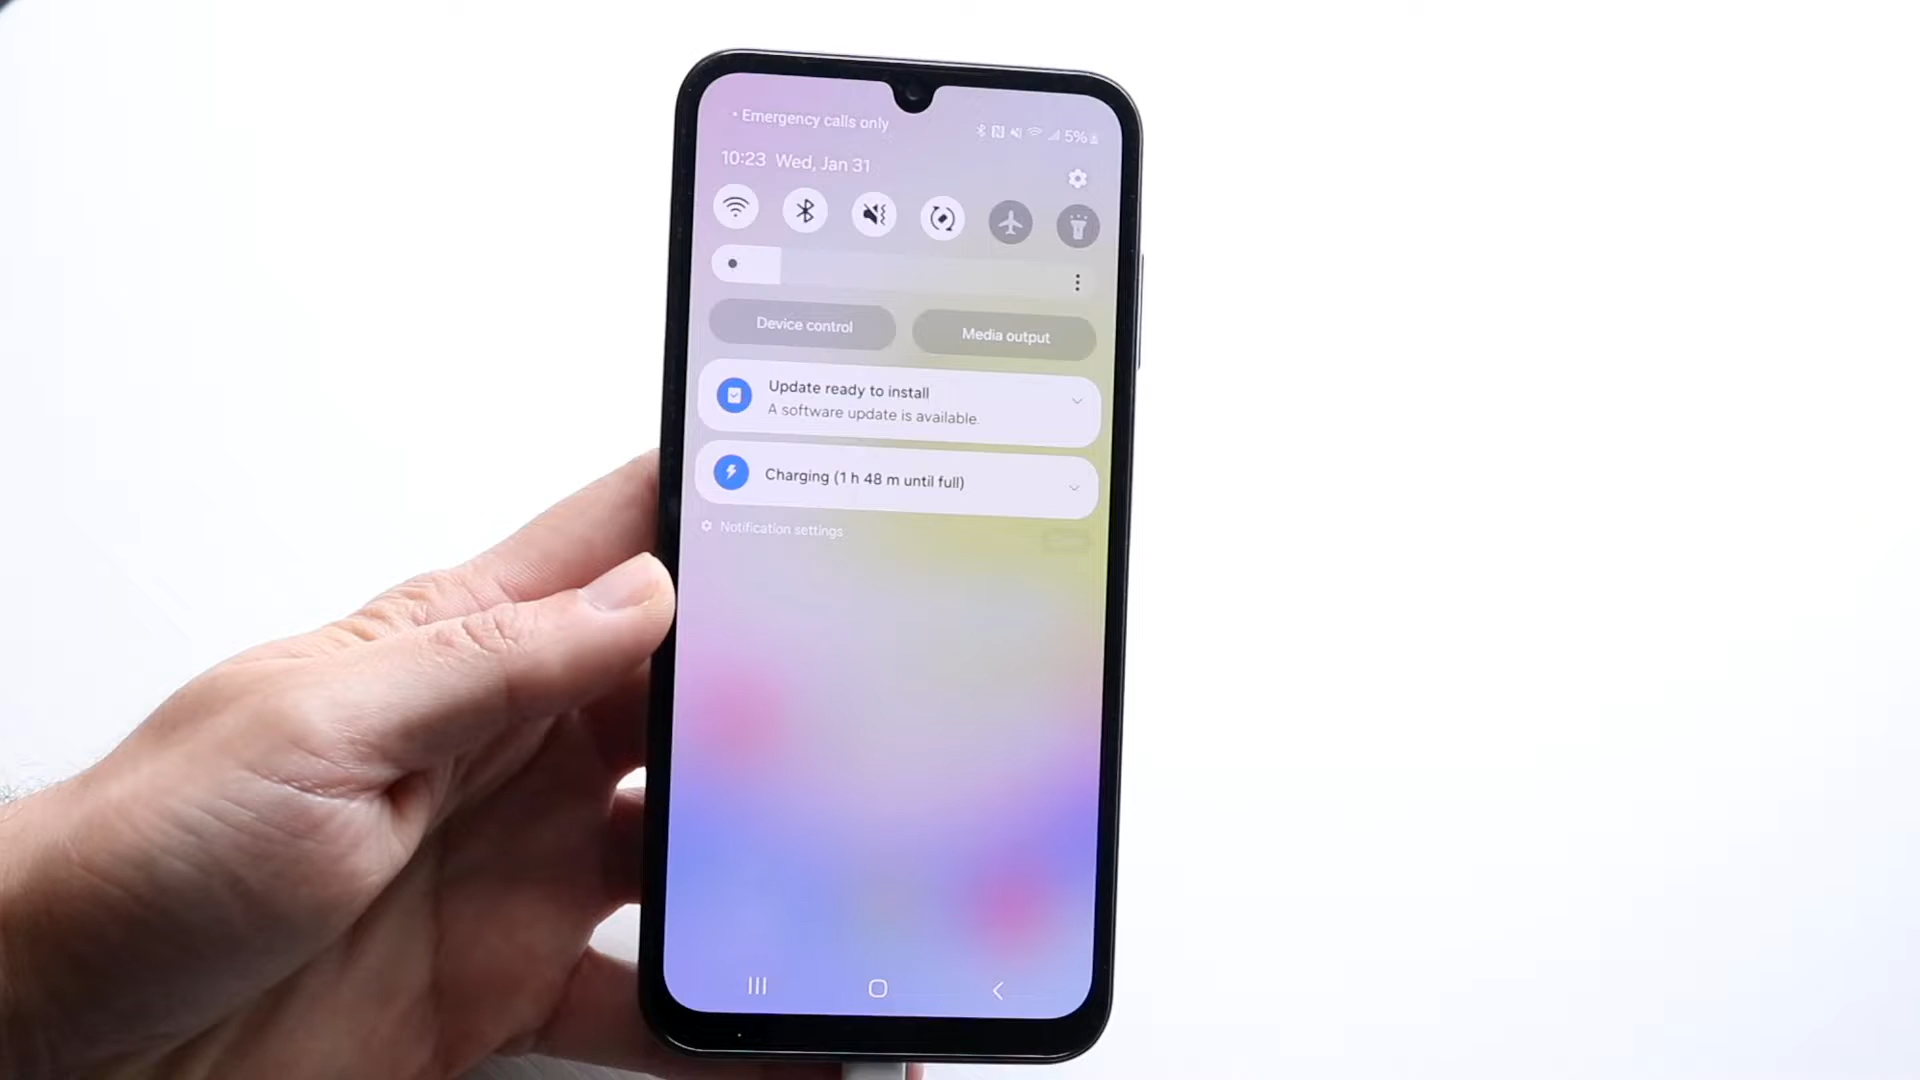 Emergency calls only
5%
10:23 Wed, Jan 31
Device control
Media output
Update ready to install
A software update is available.
Charging (1 h 48 m until full)
Notification settings